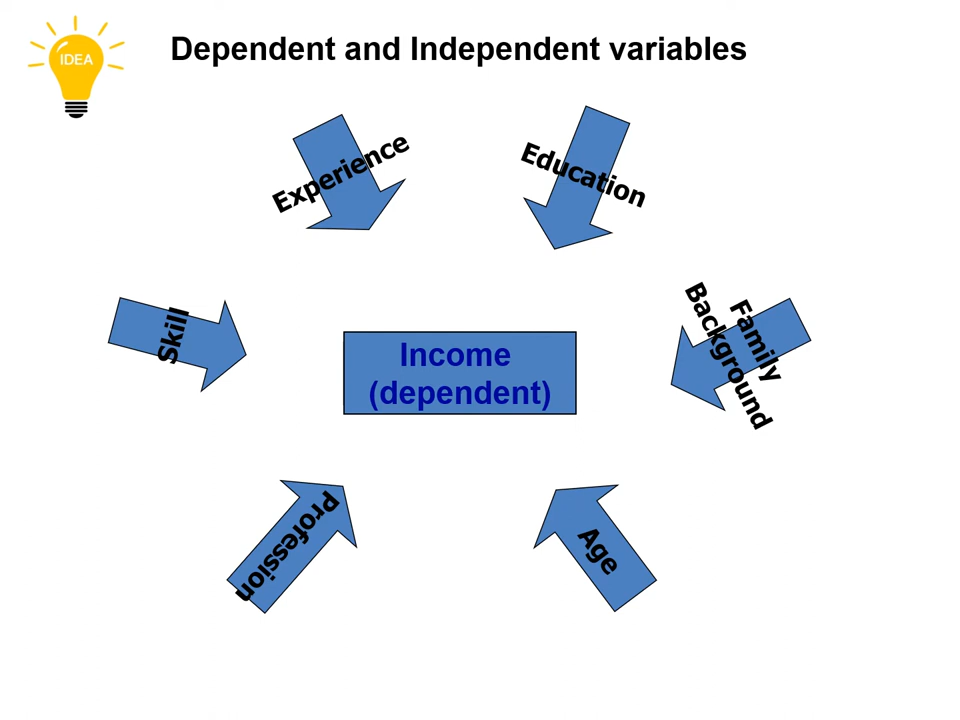 IDEA
Dependent and Independent variables
Experience
Education
Skill
Family
Background
Income
(dependent)
Profession
Age